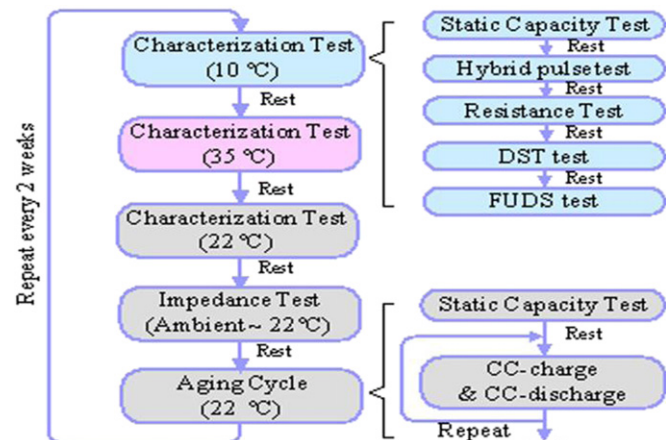 Repeat every 2 weeks
Characterization Test
(10 ℃)
Rest
Characterization Test
(35 ℃)
Rest
Characterization Test
(22℃)
Rest
Impedance Test
(Ambient~ 22℃)
Rest
Aging Cycle
(22 ℃)
Static Capacity Test
Rest
Hybrid pulsetest
Rest
Resistance Test
Rest
DST test
Rest
FUDS test
Static Capacity Test
Rest
CC-charge
& CC-discharge
Repeat